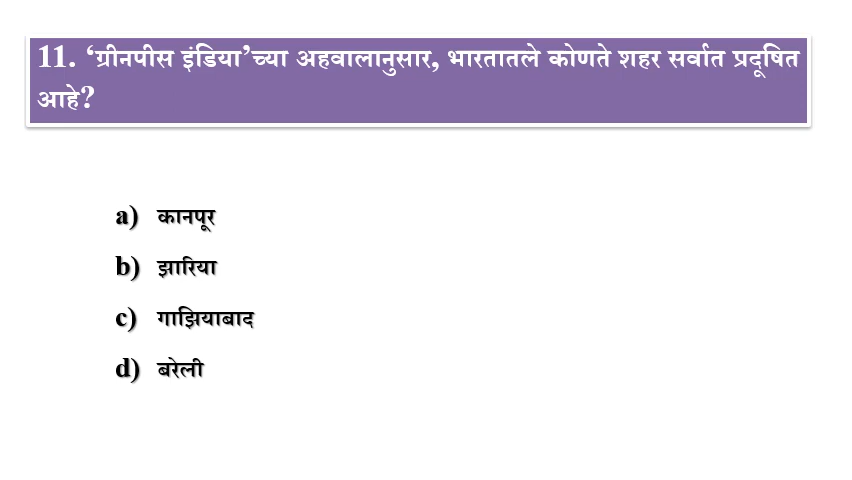 11. ‘ग्रीनपीस इंडिया’च्या अहवालानुसार, भारतातले कोणते शहर सर्वात प्रदूषित
आहे?
a) कानपूर
b) झारिया
c) गाझियाबाद
d) बरेली